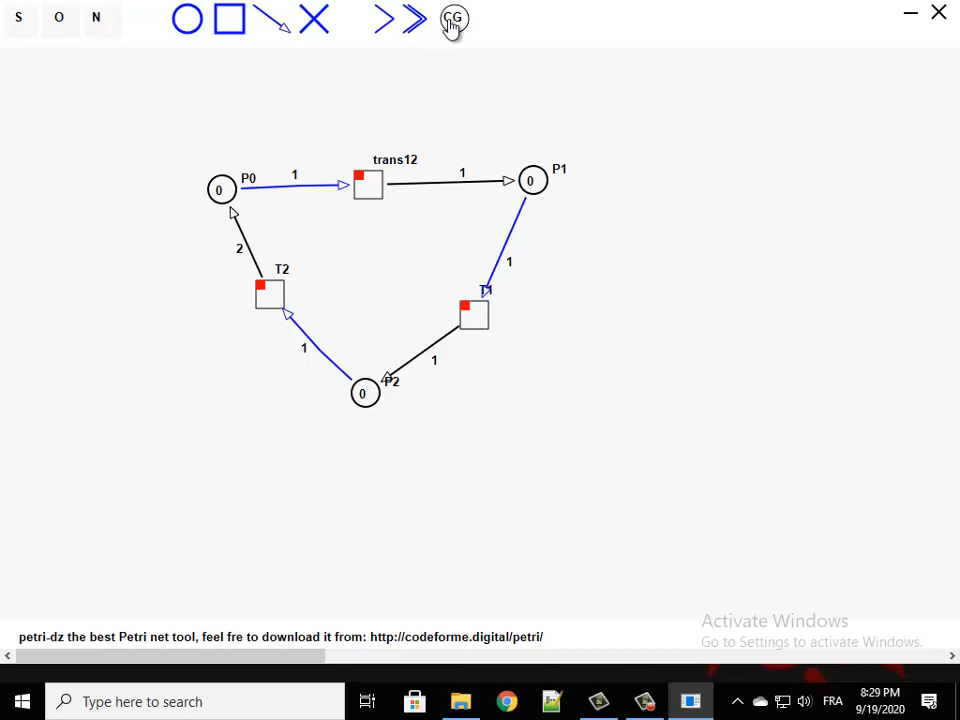 S O N CG
trans12
P0 1 1 P1
0 0
2 T2 1
T1
1 1
P2
0
Activate Windows
petri-dz the best Petri net tool, feel fre to download it from: http://codeforme.digital/petri/
Go to Settings to activate Windows.
Type here to search
FRA
8:29 PM
9/19/2020